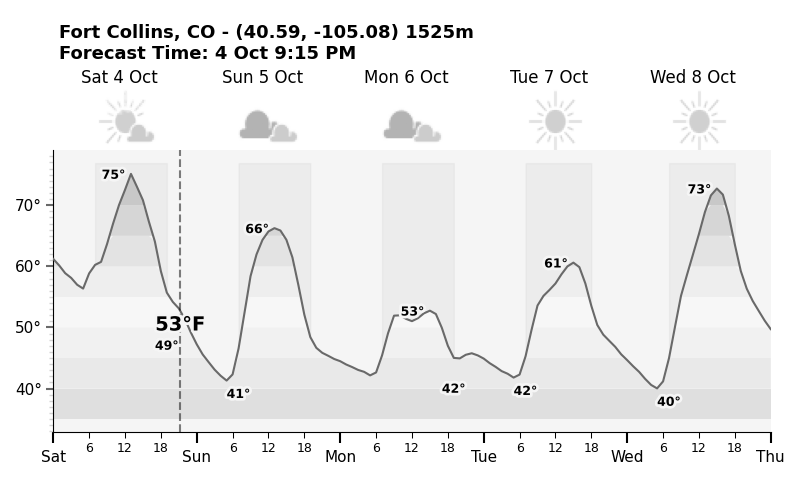 Fort Collins, CO - (40.59, -105.08) 1525m
Forecast Time: 4 Oct 9:15 PM
Sat 4 Oct Sun 5 Oct Mon 6 Oct Tue 7 Oct Wed 8 Oct
75° 73°
70°
66°
61°
60°
53°
53°F
50°
49°
42° 42°
41°
40°
40°
6 12 18 6 12 18 6 12 18 6 12 18 6 12 18
Sat Sun Mon Tue Wed Thu